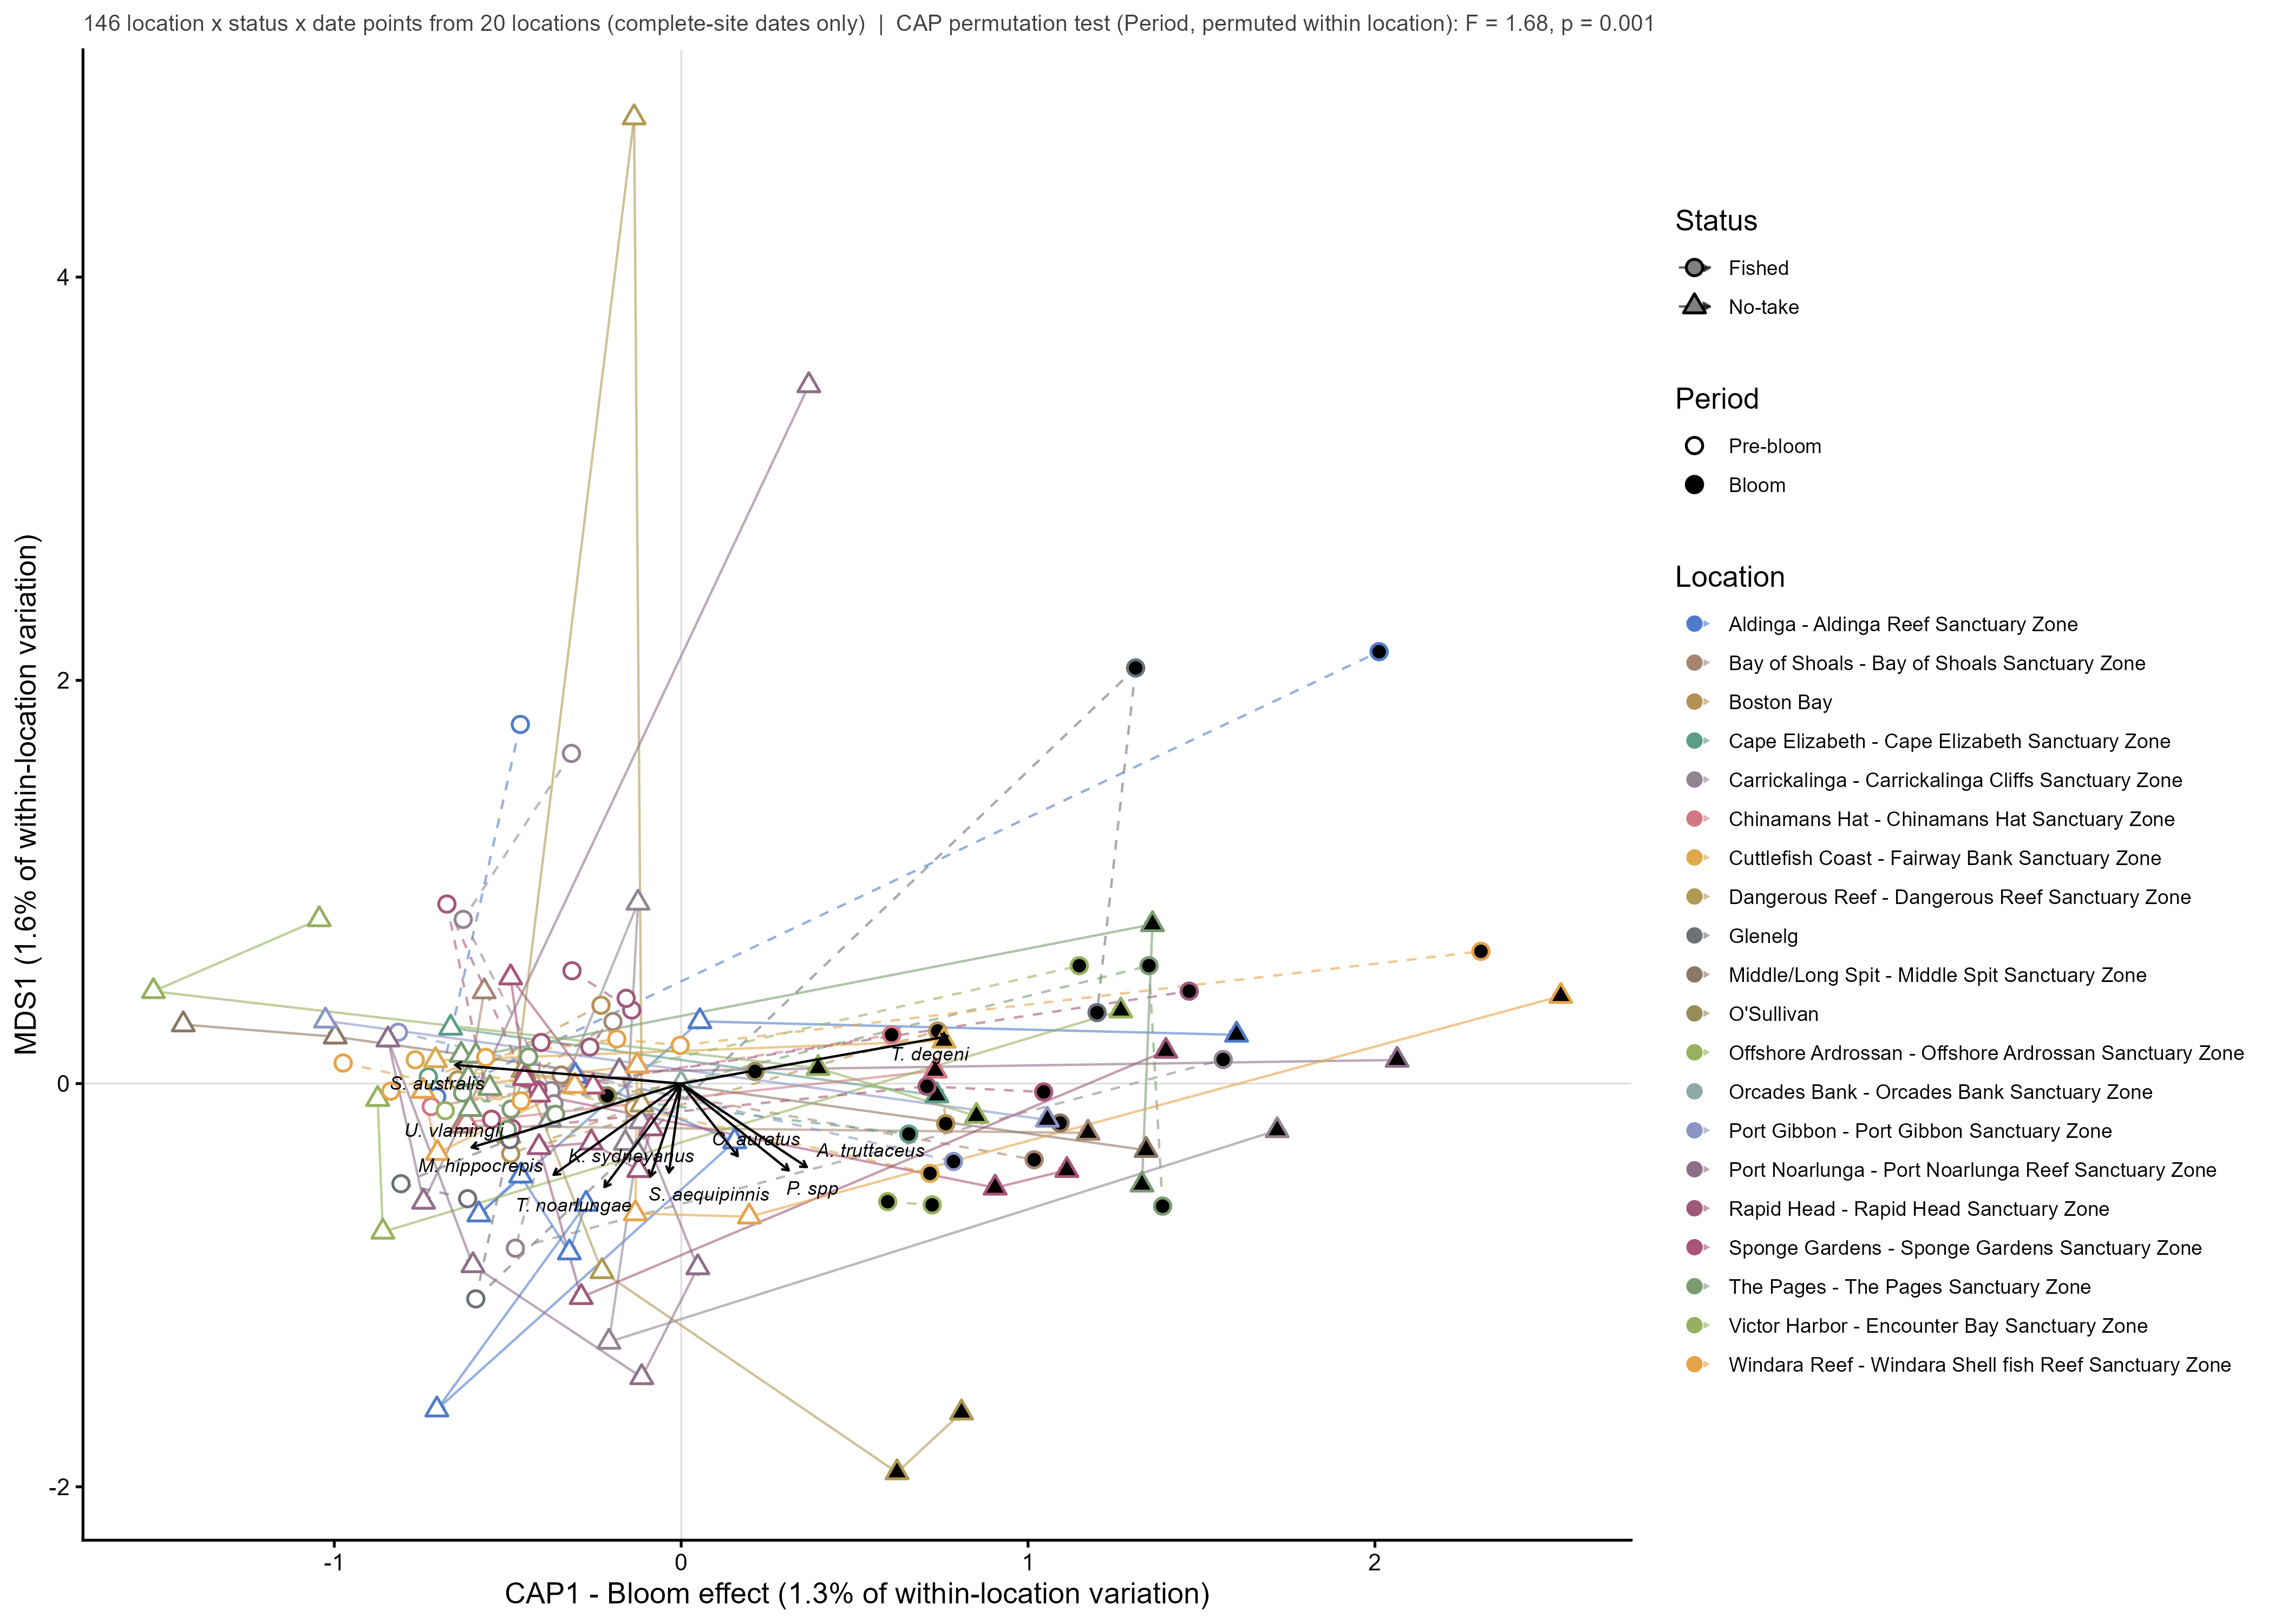 146 location x status x date points from 20 locations (complete-site dates only)  |  CAP permutation test (Period, permuted within location): F = 1.68, p = 0.001
MDS1 (1.6% of within-location variation)
4
2
0
-2
-1
0
1
2
CAP1 - Bloom effect (1.3% of within-location variation)
T. degeni
S. australis
U. vlamingii
O. auratus
A. truttaceus
K. sydneyanus
M. hippocrepis
P. spp
S. aequipinnis
T. noarlungae
Status
Fished
No-take
Period
Pre-bloom
Bloom
Location
Aldinga - Aldinga Reef Sanctuary Zone
Bay of Shoals - Bay of Shoals Sanctuary Zone
Boston Bay
Cape Elizabeth - Cape Elizabeth Sanctuary Zone
Carrickalinga - Carrickalinga Cliffs Sanctuary Zone
Chinamans Hat - Chinamans Hat Sanctuary Zone
Cuttlefish Coast - Fairway Bank Sanctuary Zone
Dangerous Reef - Dangerous Reef Sanctuary Zone
Glenelg
Middle/Long Spit - Middle Spit Sanctuary Zone
O'Sullivan
Offshore Ardrossan - Offshore Ardrossan Sanctuary Zone
Orcades Bank - Orcades Bank Sanctuary Zone
Port Gibbon - Port Gibbon Sanctuary Zone
Port Noarlunga - Port Noarlunga Reef Sanctuary Zone
Rapid Head - Rapid Head Sanctuary Zone
Sponge Gardens - Sponge Gardens Sanctuary Zone
The Pages - The Pages Sanctuary Zone
Victor Harbor - Encounter Bay Sanctuary Zone
Windara Reef - Windara Shell fish Reef Sanctuary Zone